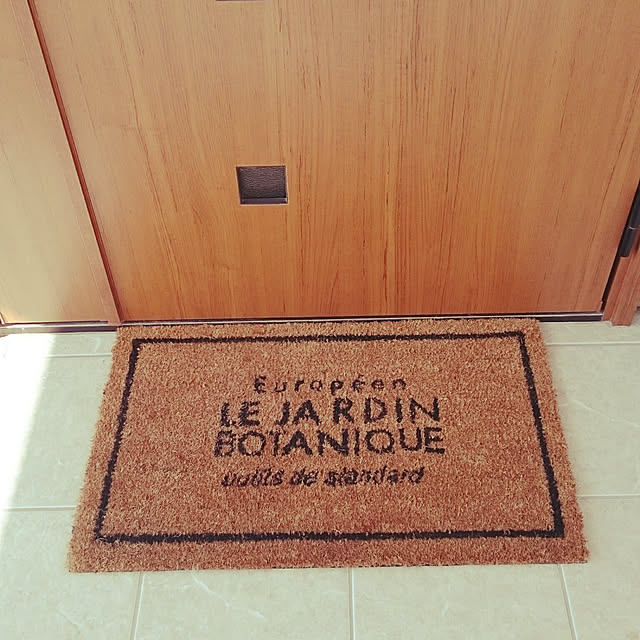 Européen
LE JARDIN
BOTANIQUE
outils de standard